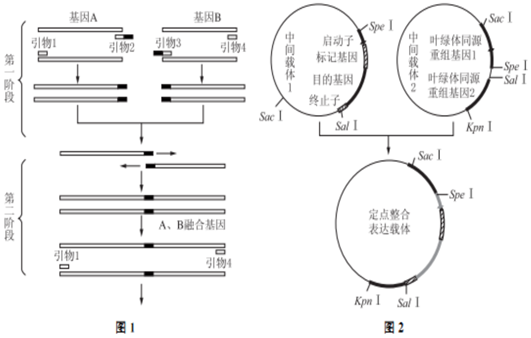 基因A
基因B
引物1
引物2
引物3
引物4
第一阶段
第二阶段
A、B融合基因
引物1
引物4
图1
中间载体1
启动子
标记基因
目的基因
终止子
Spe Ⅰ
Sac Ⅰ
Sal Ⅰ
中间载体2
叶绿体同源
重组基因1
叶绿体同源
重组基因2
Sac Ⅰ
Spe Ⅰ
Sal Ⅰ
Kpn Ⅰ
定点整合
表达载体
Sac Ⅰ
Spe Ⅰ
Kpn Ⅰ
Sal Ⅰ
图2